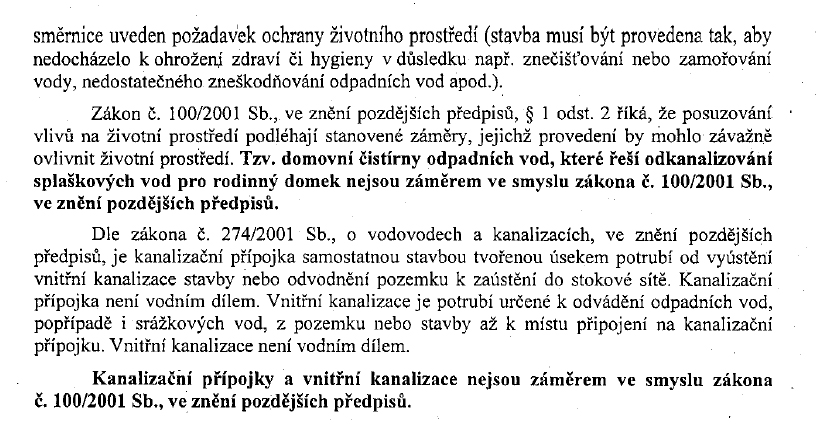 směrnice uveden požadavek ochrany životního prostředí (stavba musí být provedena tak, aby
nedocházelo k ohrožení zdraví či hygieny v důsledku např. znečišťování nebo zamořování
vody, nedostatečného zneškodňování odpadních vod apod.).
Zákon č. 100/2001 Sb., ve znění pozdějších předpisů, § 1 odst. 2 říká, že posuzování
vlivů na životní prostředí podléhají stanovené záměry, jejichž provedení by mohlo závažně
ovlivnit životní prostředí. Tzv. domovní čistírny odpadních vod, které řeší odkanalizování
splaškových vod pro rodinný domek nejsou záměrem ve smyslu zákona č. 100/2001 Sb.,
ve znění pozdějších předpisů.
Dle zákona č. 274/2001 Sb., o vodovodech a kanalizacích, ve znění pozdějších
předpisů, je kanalizační přípojka samostatnou stavbou tvořenou úsekem potrubí od vyústění
vnitřní kanalizace stavby nebo odvodnění pozemku k zaústění do stokové sítě. Kanalizační
přípojka není vodním dílem. Vnitřní kanalizace je potrubí určené k odvádění odpadních vod,
popřípadě i srážkových vod, z pozemku nebo stavby až k místu připojení na kanalizační
přípojku. Vnitřní kanalizace není vodním dílem.
Kanalizační přípojky a vnitřní kanalizace nejsou záměrem ve smyslu zákona
č. 100/2001 Sb., ve znění pozdějších předpisů.